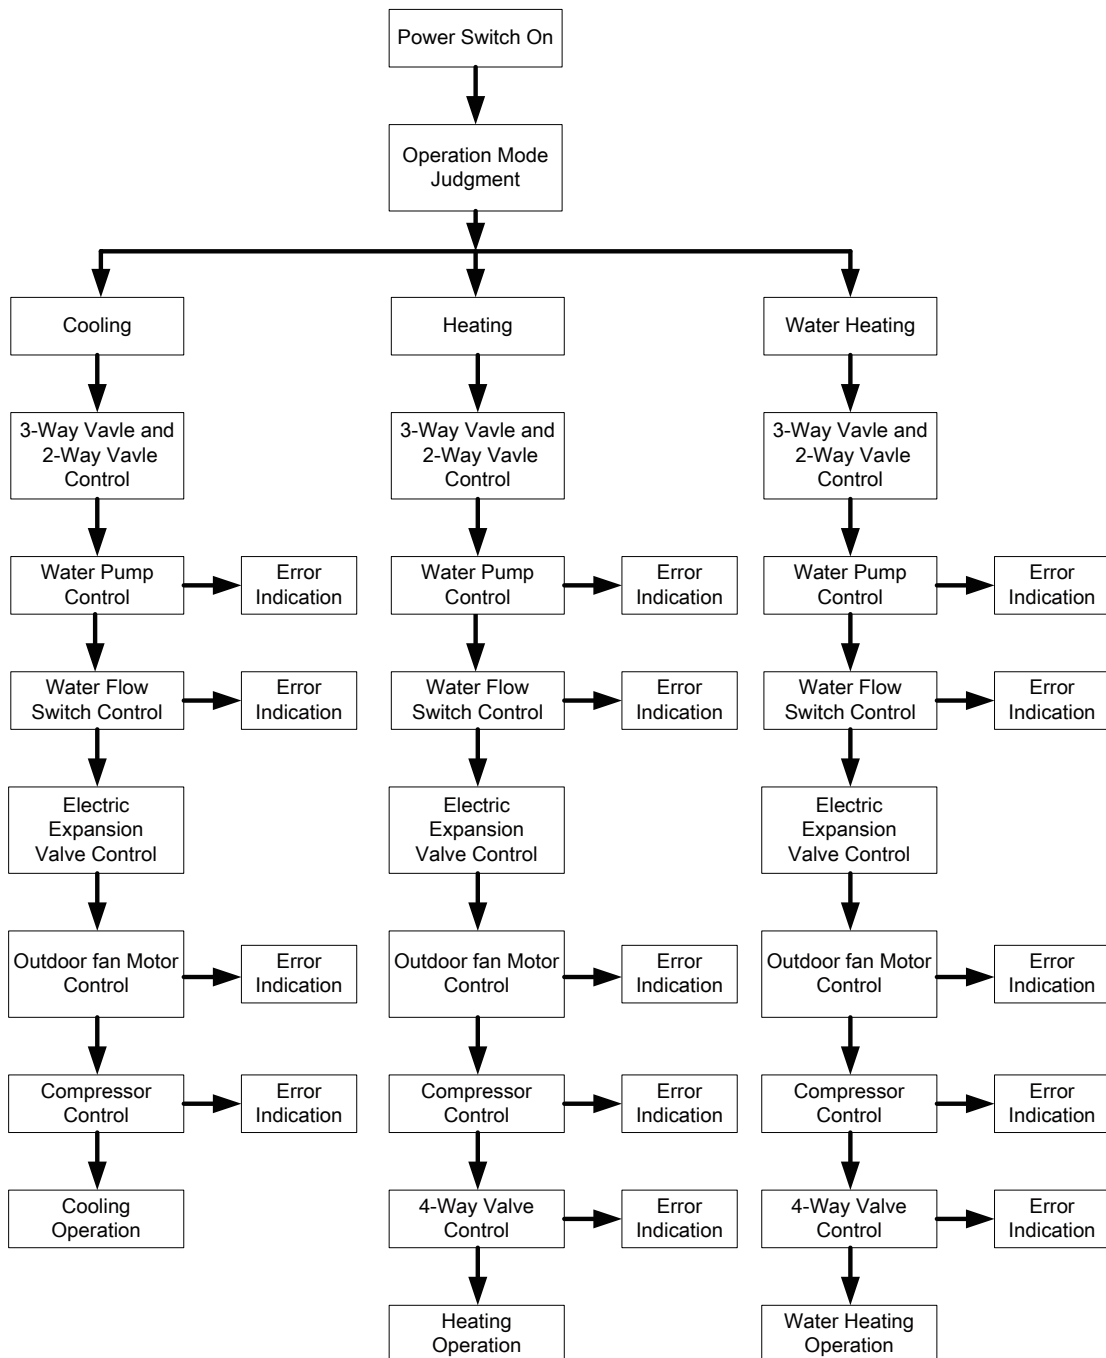 Power Switch On
Operation Mode
Judgment
Cooling
Heating
Water Heating
3-Way Vavle and
2-Way Vavle
Control
3-Way Vavle and
2-Way Vavle
Control
3-Way Vavle and
2-Way Vavle
Control
Water Pump
Control
Error
Indication
Water Pump
Control
Error
Indication
Water Pump
Control
Error
Indication
Water Flow
Switch Control
Error
Indication
Water Flow
Switch Control
Error
Indication
Water Flow
Switch Control
Error
Indication
Electric
Expansion
Valve Control
Electric
Expansion
Valve Control
Electric
Expansion
Valve Control
Outdoor fan Motor
Control
Error
Indication
Outdoor fan Motor
Control
Error
Indication
Outdoor fan Motor
Control
Error
Indication
Compressor
Control
Error
Indication
Compressor
Control
Error
Indication
Compressor
Control
Error
Indication
Cooling
Operation
4-Way Valve
Control
Error
Indication
4-Way Valve
Control
Error
Indication
Heating
Operation
Water Heating
Operation